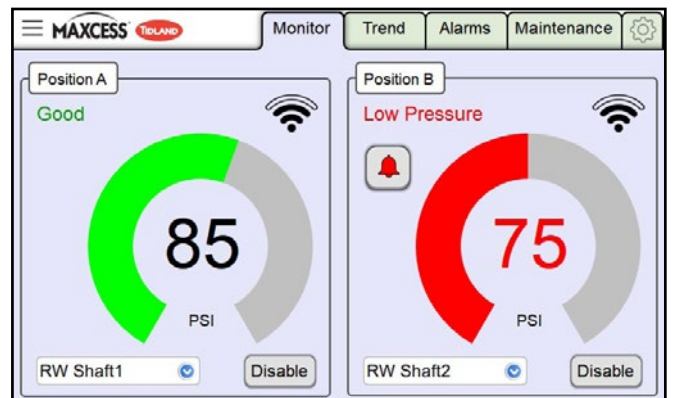 MAXCESS TIDLAND Monitor Trend Alarms Maintenance
Position A
Good
85
PSI
RW Shaft1 Disable
Position B
Low Pressure
75
PSI
RW Shaft2 Disable